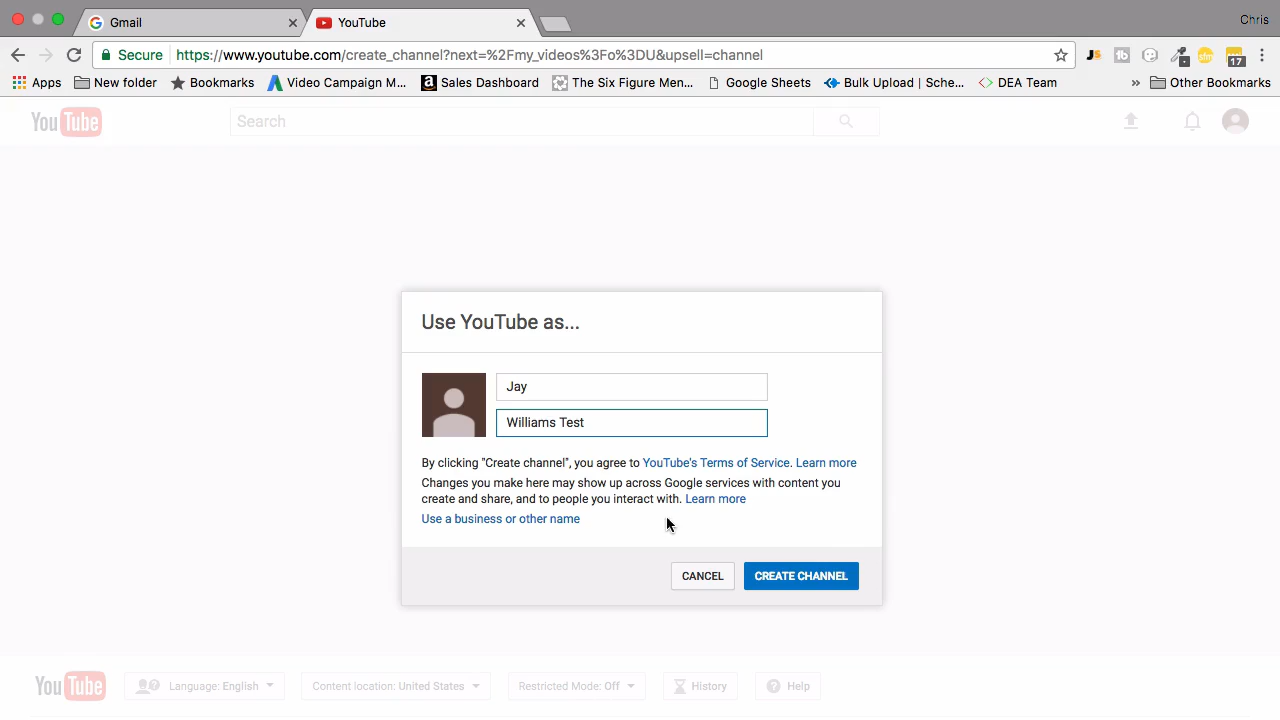 Gmail
YouTube
Chris
Secure https://www.youtube.com/create_channel?next=%2Fmy_videos%3Fo%3DU&upsell=channel
17
Apps New folder Bookmarks Video Campaign M... Sales Dashboard The Six Figure Men... Google Sheets Bulk Upload | Sche... DEA Team » Other Bookmarks
YouTube Search
Use YouTube as...
Jay
Williams Test
By clicking "Create channel", you agree to YouTube's Terms of Service. Learn more
Changes you make here may show up across Google services with content you
create and share, and to people you interact with. Learn more
Use a business or other name
CANCEL CREATE CHANNEL
YouTube Language: English Content location: United States Restricted Mode: Off History Help